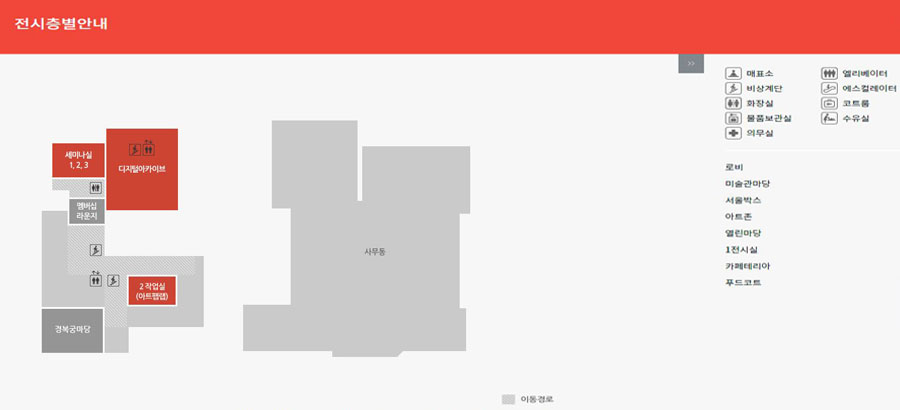 전시층별안내
>>
매표소
엘리베이터
비상계단
에스컬레이터
화장실
코트룸
물품보관실
수유실
의무실
세미나실
1, 2, 3
디지털아카이브
멤버십
라운지
사무동
2 작업실
(아트팹랩)
경복궁마당
로비
미술관마당
서울박스
아트존
열린마당
1전시실
카페테리아
푸드코트
이동경로